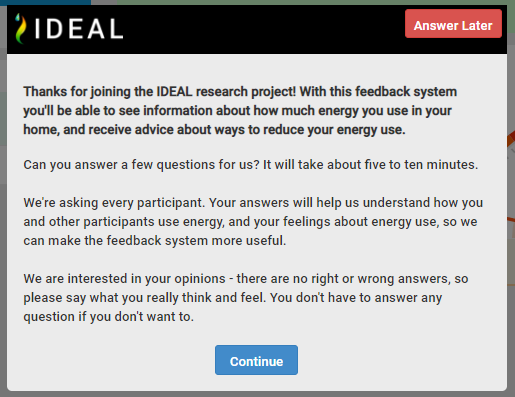 IDEAL
Answer Later
Thanks for joining the IDEAL research project! With this feedback system
you'll be able to see information about how much energy you use in your
home, and receive advice about ways to reduce your energy use.
Can you answer a few questions for us? It will take about five to ten minutes.
We're asking every participant. Your answers will help us understand how you
and other participants use energy, and your feelings about energy use, so we
can make the feedback system more useful.
We are interested in your opinions - there are no right or wrong answers, so
please say what you really think and feel. You don't have to answer any
question if you don't want to.
Continue